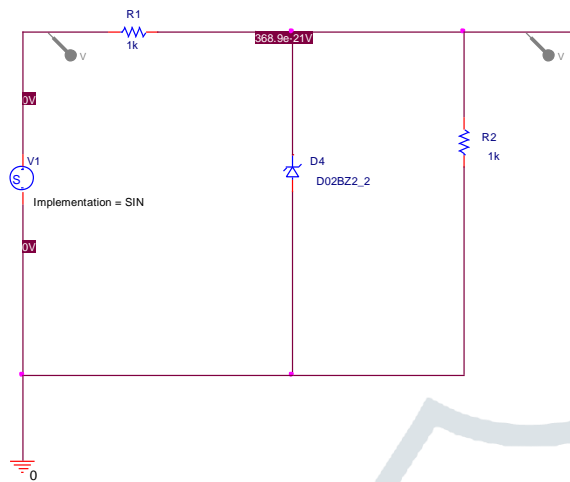 R1
1k
V
368.9e-21V
V
0V
R2
1k
D4
D02BZ2_2
V1
S
Implementation = SIN
0V
0